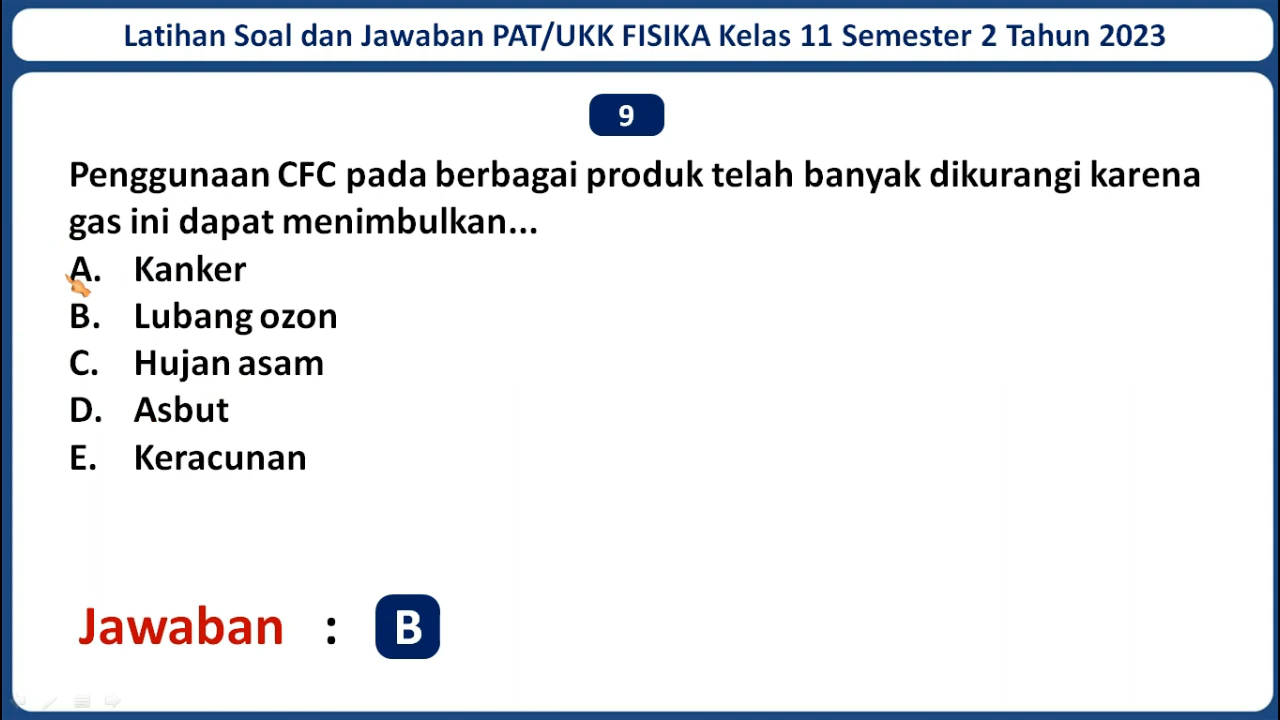 Latihan Soal dan Jawaban PAT/UKK FISIKA Kelas 11 Semester 2 Tahun 2023
9
Penggunaan CFC pada berbagai produk telah banyak dikurangi karena
gas ini dapat menimbulkan...
A. Kanker
B. Lubang ozon
C. Hujan asam
D. Asbut
E. Keracunan
Jawaban : B